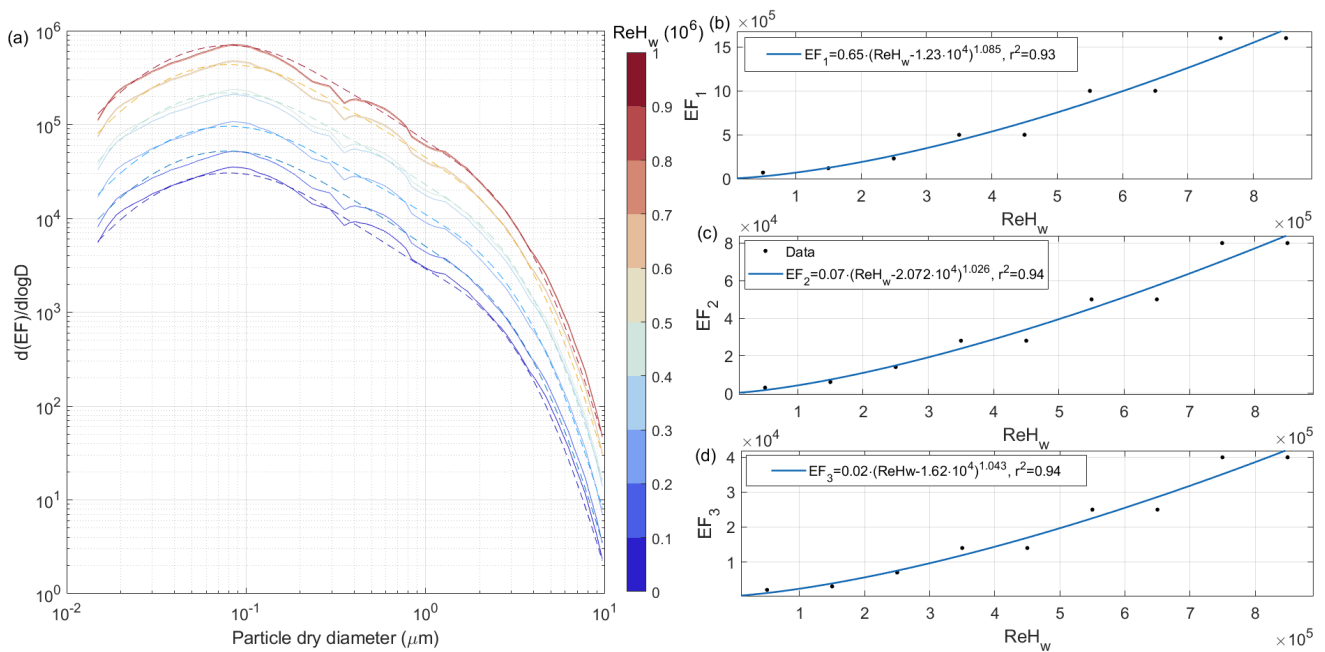 (a)
10^6
10^5
10^4
10^3
10^2
10^1
10^0
d(EF)/dlogD
10^-2
10^-1
10^0
10^1
Particle dry diameter (μm)
ReH_w (10^6)
1
0.9
0.8
0.7
0.6
0.5
0.4
0.3
0.2
0.1
0
(b)
×10^5
EF_1=0.65·(ReH_w-1.23·10^4)^1.085, r^2=0.93
15
10
5
0
EF_1
1 2 3 4 5 6 7 8
ReH_w
×10^5
(c)
×10^4
Data
EF_2=0.07·(ReH_w-2.072·10^4)^1.026, r^2=0.94
8
6
4
2
0
EF_2
1 2 3 4 5 6 7 8
ReH_w
×10^5
(d)
×10^4
EF_3=0.02·(ReHw-1.62·10^4)^1.043, r^2=0.94
4
3
2
1
EF_3
1 2 3 4 5 6 7 8
ReH_w
×10^5